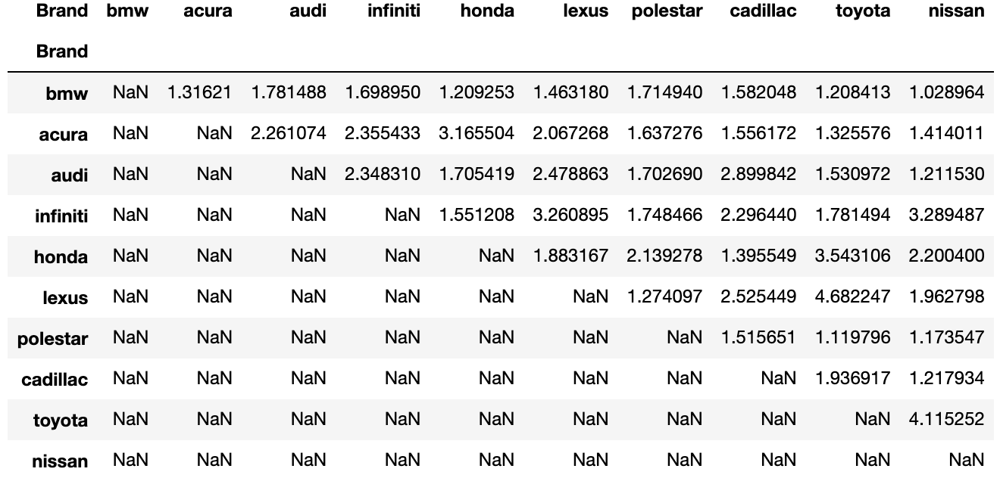 Brand bmw acura audi infiniti honda lexus polestar cadillac toyota nissan
Brand
bmw NaN 1.31621 1.781488 1.698950 1.209253 1.463180 1.714940 1.582048 1.208413 1.028964
acura NaN NaN 2.261074 2.355433 3.165504 2.067268 1.637276 1.556172 1.325576 1.414011
audi NaN NaN NaN 2.348310 1.705419 2.478863 1.702690 2.899842 1.530972 1.211530
infiniti NaN NaN NaN NaN 1.551208 3.260895 1.748466 2.296440 1.781494 3.289487
honda NaN NaN NaN NaN NaN 1.883167 2.139278 1.395549 3.543106 2.200400
lexus NaN NaN NaN NaN NaN NaN 1.274097 2.525449 4.682247 1.962798
polestar NaN NaN NaN NaN NaN NaN NaN 1.515651 1.119796 1.173547
cadillac NaN NaN NaN NaN NaN NaN NaN NaN 1.936917 1.217934
toyota NaN NaN NaN NaN NaN NaN NaN NaN NaN 4.115252
nissan NaN NaN NaN NaN NaN NaN NaN NaN NaN NaN